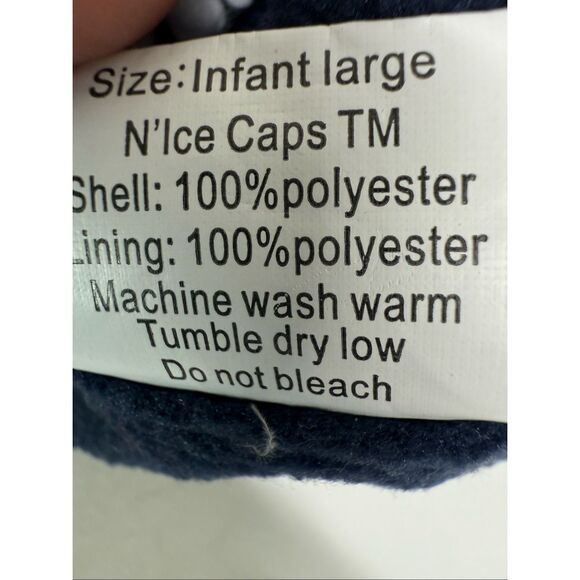 Size: Infant large
N'Ice Caps TM
Shell: 100%polyester
Lining: 100%polyester
Machine wash warm
Tumble dry low
Do not bleach